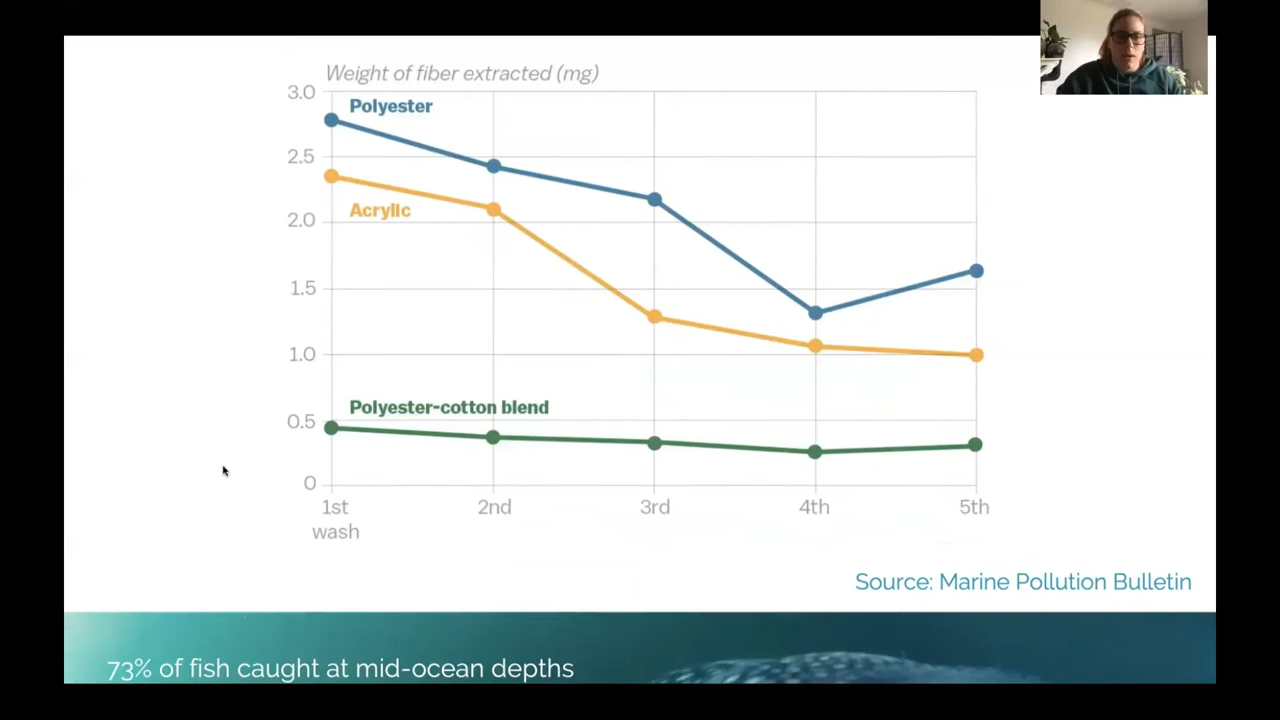 Weight of fiber extracted (mg)
3.0
Polyester
2.5
Acrylic
2.0
1.5
1.0
Polyester-cotton blend
0.5
0
1st 2nd 3rd 4th 5th
wash
Source: Marine Pollution Bulletin
73% of fish caught at mid-ocean depths